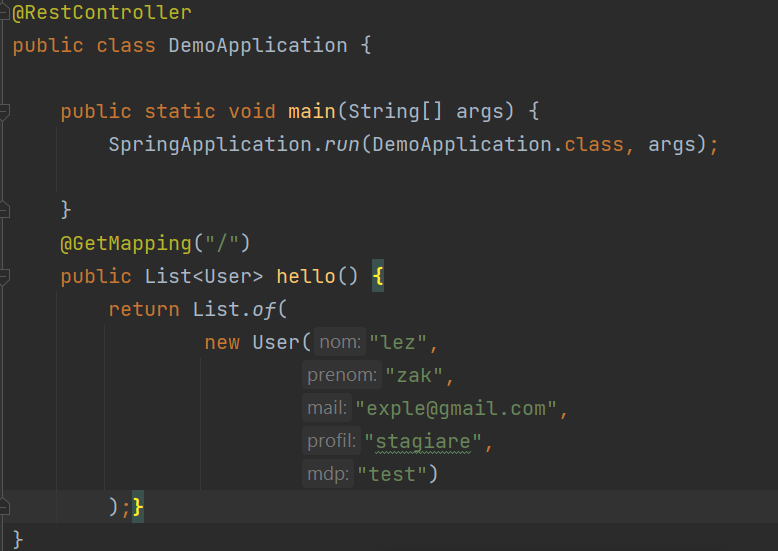 @RestController
public class DemoApplication {
public static void main(String[] args) {
SpringApplication.run(DemoApplication.class, args);
}
@GetMapping("/")
public List<User> hello() {
return List.of(
new User( nom: "lez",
prenom: "zak",
mail: "exple@gmail.com",
profil: "stagiare",
mdp: "test")
);}
}